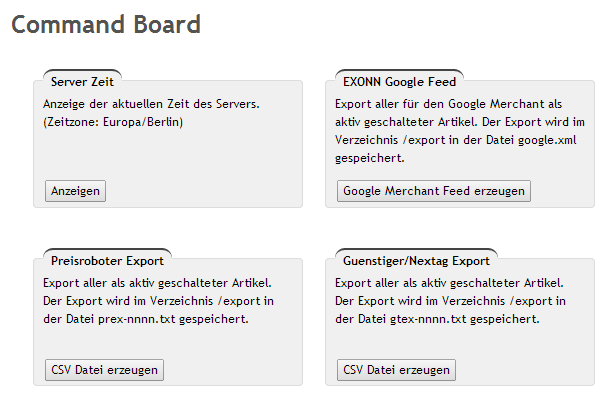 Command Board
Server Zeit
Anzeige der aktuellen Zeit des Servers.
(Zeitzone: Europa/Berlin)
Anzeigen
EXONN Google Feed
Export aller für den Google Merchant als
aktiv geschalteter Artikel. Der Export wird im
Verzeichnis /export in der Datei google.xml
gespeichert.
Google Merchant Feed erzeugen
Preisroboter Export
Export aller als aktiv geschalteter Artikel.
Der Export wird im Verzeichnis /export in
der Datei prex-nnnn.txt gespeichert.
CSV Datei erzeugen
Guenstiger/Nextag Export
Export aller als aktiv geschalteter Artikel.
Der Export wird im Verzeichnis /export in
der Datei gtex-nnnn.txt gespeichert.
CSV Datei erzeugen